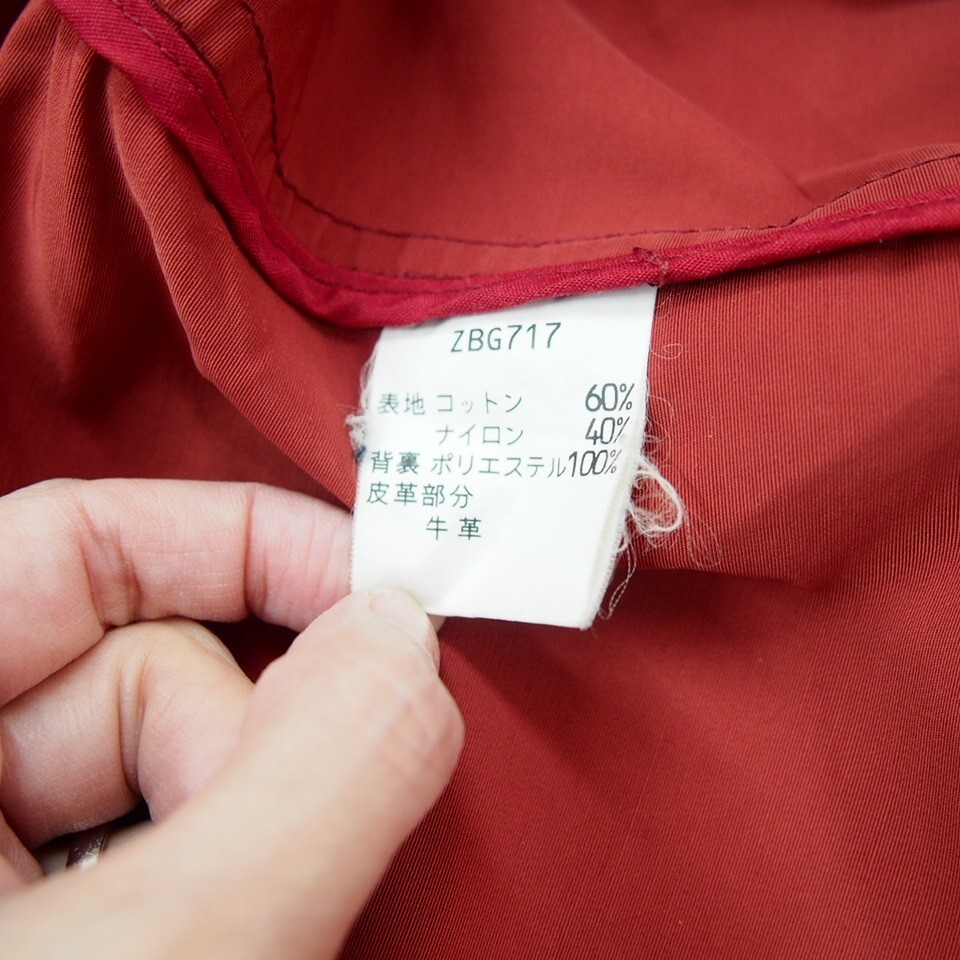 ZBG717
表地 コットン 60%
ナイロン 40%
背裏 ポリエステル100%
皮革部分
牛革